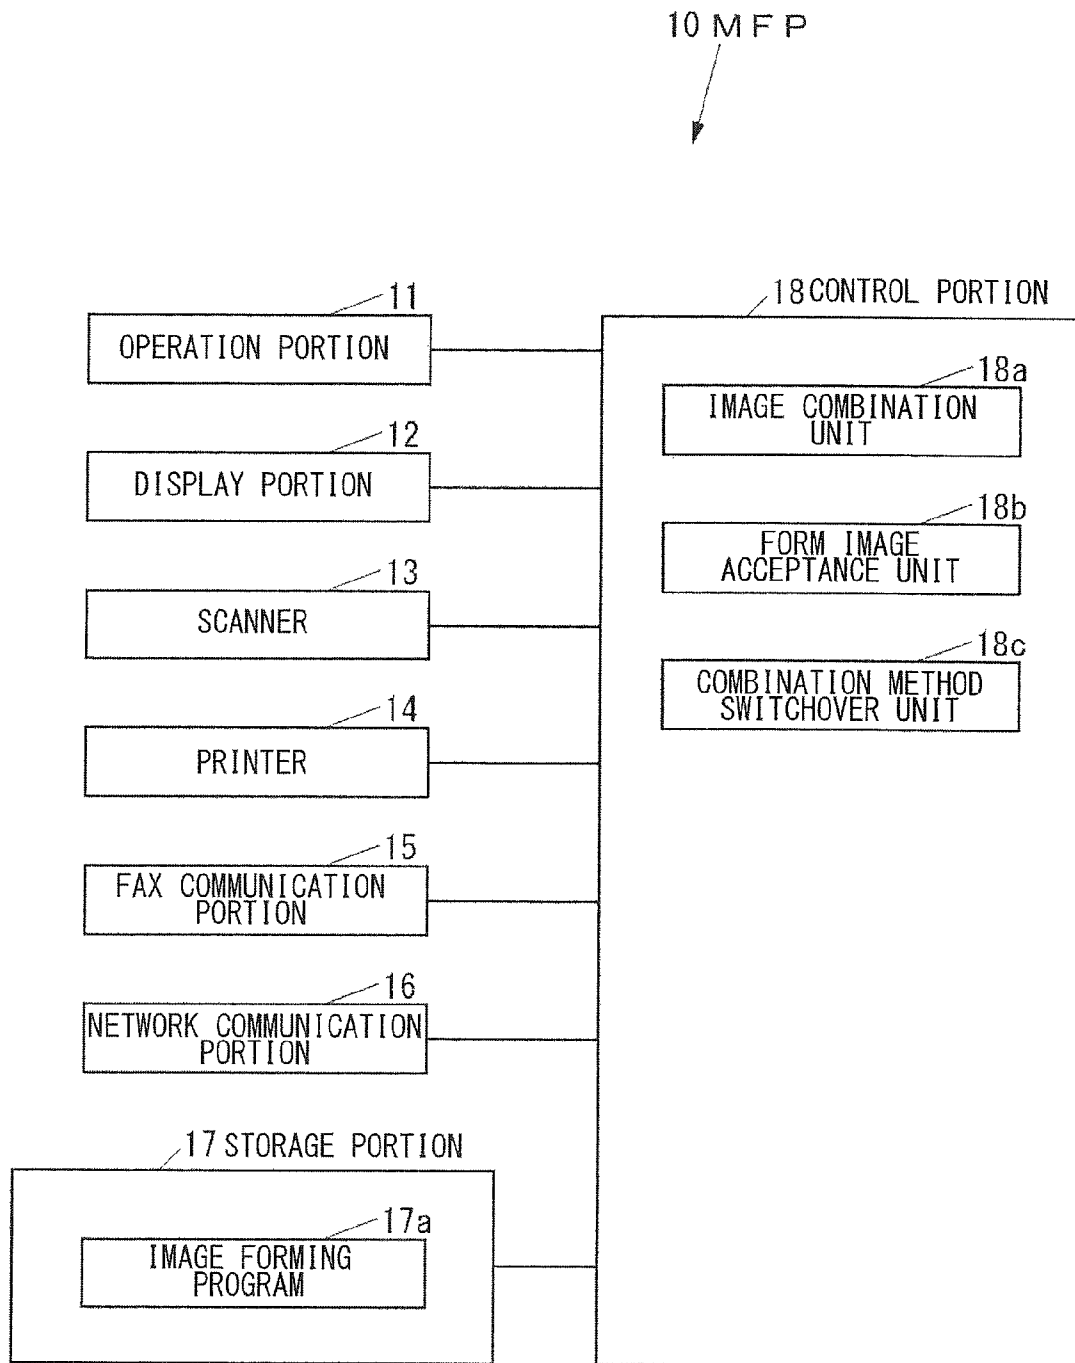 10 MFP
11
OPERATION PORTION
12
DISPLAY PORTION
13
SCANNER
14
PRINTER
15
FAX COMMUNICATION
PORTION
16
NETWORK COMMUNICATION
PORTION
17 STORAGE PORTION
17a
IMAGE FORMING
PROGRAM
18 CONTROL PORTION
18a
IMAGE COMBINATION
UNIT
18b
FORM IMAGE
ACCEPTANCE UNIT
18c
COMBINATION METHOD
SWITCHOVER UNIT